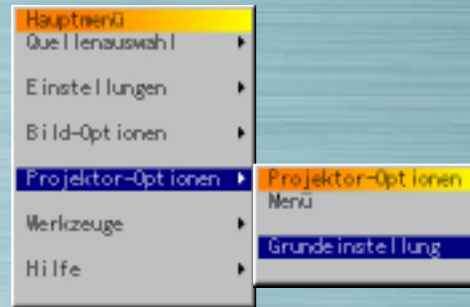 Hauptmenü
Quellenauswahl
Einstellungen
Bild-Optionen
Projektor-Optionen
Werkzeuge
Hilfe
Projektor-Optionen
Menü
Grundeinstellung